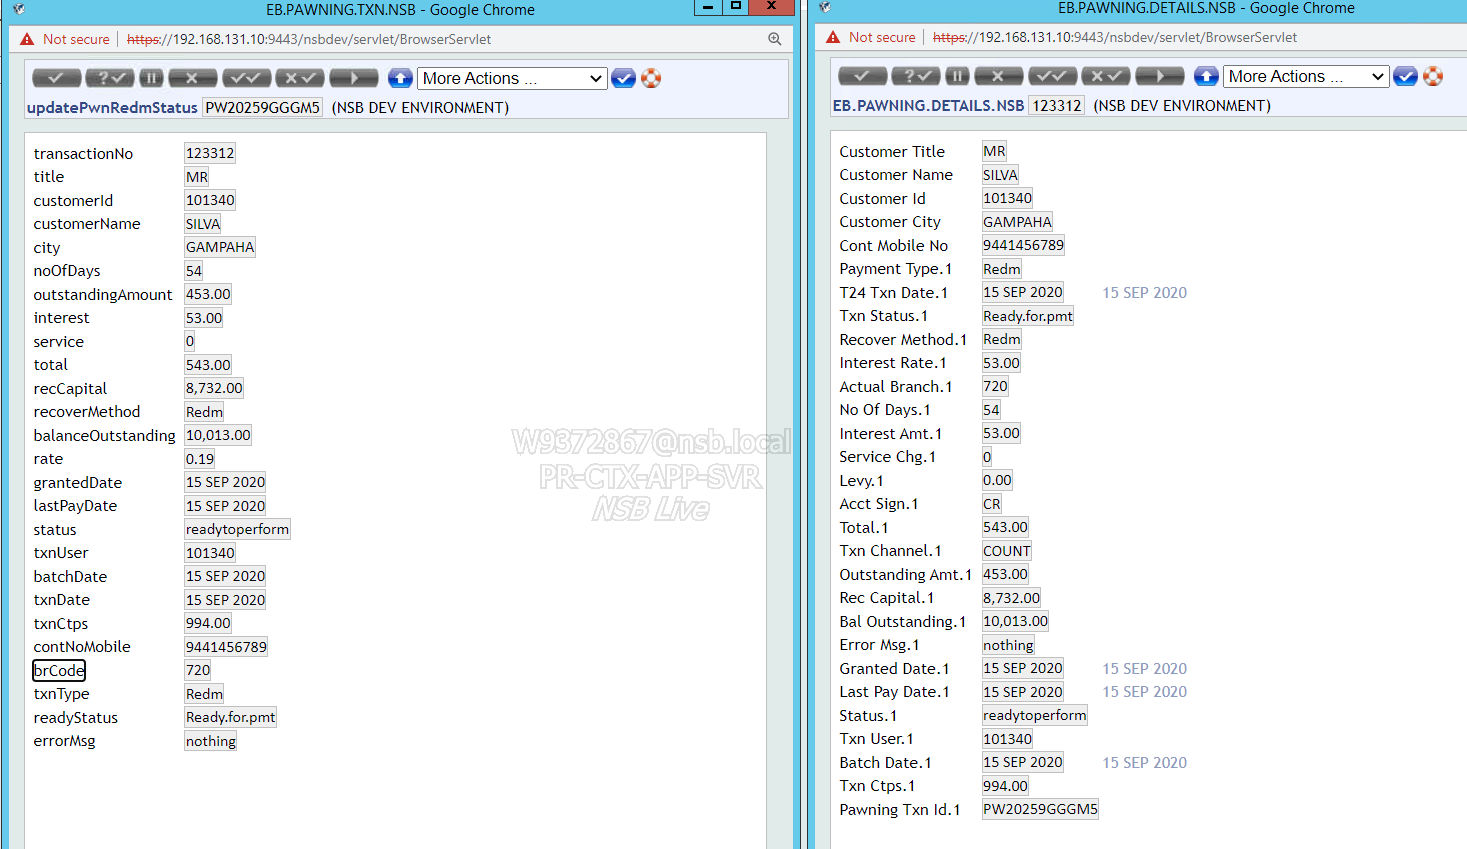 EB.PAWNING.TXN.NSB - Google Chrome
Not secure | https://192.168.131.10:9443/nsbdev/servlet/BrowserServlet
More Actions ...
updatePwnRedmStatus PW20259GGGM5 (NSB DEV ENVIRONMENT)
transactionNo 123312
title MR
customerId 101340
customerName SILVA
city GAMPAHA
noOfDays 54
outstandingAmount 453.00
interest 53.00
service 0
total 543.00
recCapital 8,732.00
recoverMethod Redm
balanceOutstanding 10,013.00
rate 0.19
grantedDate 15 SEP 2020
lastPayDate 15 SEP 2020
status readytoperform
txnUser 101340
batchDate 15 SEP 2020
txnDate 15 SEP 2020
txnCtps 994.00
contNoMobile 9441456789
brCode 720
txnType Redm
readyStatus Ready.for.pmt
errorMsg nothing
W9372867@nsb.local
PR-CTX-APP-SVR
NSB Live
EB.PAWNING.DETAILS.NSB - Google Chrome
Not secure | https://192.168.131.10:9443/nsbdev/servlet/BrowserServlet
More Actions ...
EB.PAWNING.DETAILS.NSB 123312 (NSB DEV ENVIRONMENT)
Customer Title MR
Customer Name SILVA
Customer Id 101340
Customer City GAMPAHA
Cont Mobile No 9441456789
Payment Type.1 Redm
T24 Txn Date.1 15 SEP 2020 15 SEP 2020
Txn Status.1 Ready.for.pmt
Recover Method.1 Redm
Interest Rate.1 53.00
Actual Branch.1 720
No Of Days.1 54
Interest Amt.1 53.00
Service Chg.1 0
Levy.1 0.00
Acct Sign.1 CR
Total.1 543.00
Txn Channel.1 COUNT
Outstanding Amt.1 453.00
Rec Capital.1 8,732.00
Bal Outstanding.1 10,013.00
Error Msg.1 nothing
Granted Date.1 15 SEP 2020 15 SEP 2020
Last Pay Date.1 15 SEP 2020 15 SEP 2020
Status.1 readytoperform
Txn User.1 101340
Batch Date.1 15 SEP 2020 15 SEP 2020
Txn Ctps.1 994.00
Pawning Txn Id.1 PW20259GGGM5